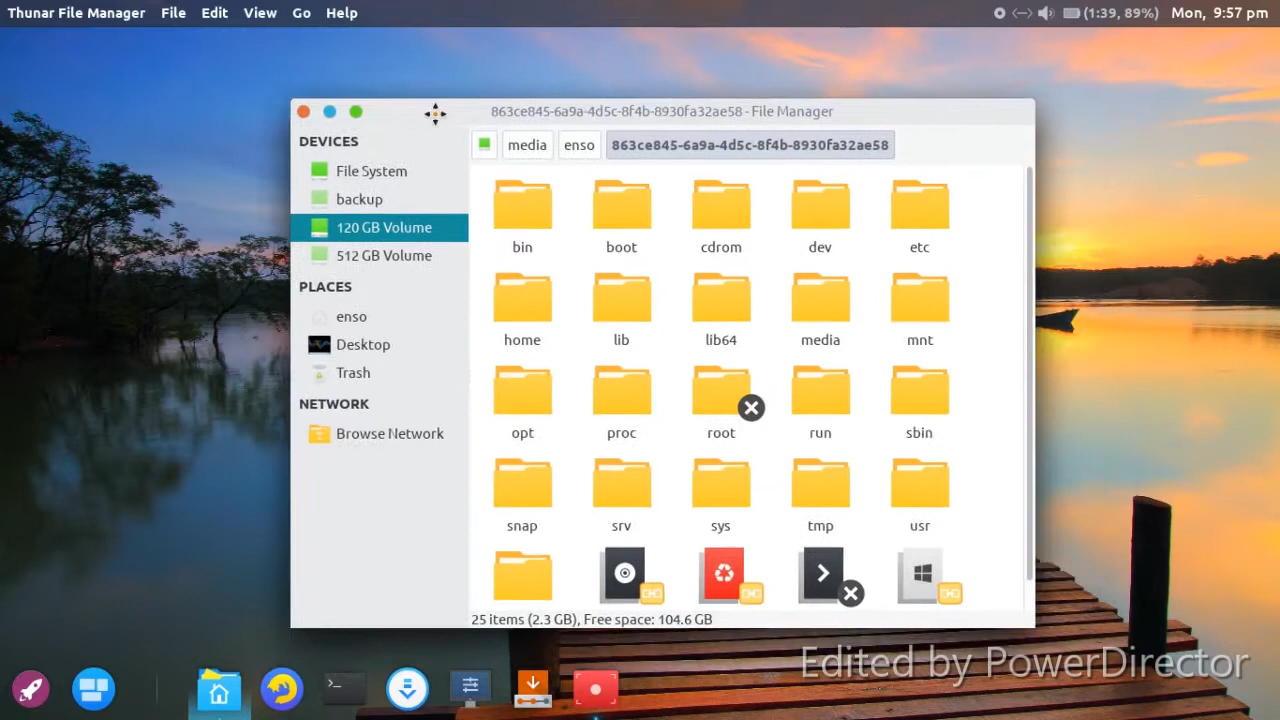 Thunar File Manager File Edit View Go Help (1:39, 89%) Mon, 9:57 pm
863ce845-6a9a-4d5c-8f4b-8930fa32ae58 - File Manager
DEVICES
File System
backup
120 GB Volume
512 GB Volume
PLACES
enso
Desktop
Trash
NETWORK
Browse Network
media enso 863ce845-6a9a-4d5c-8f4b-8930fa32ae58
bin boot cdrom dev etc
home lib lib64 media mnt
opt proc root run sbin
snap srv sys tmp usr
25 items (2.3 GB), Free space: 104.6 GB
Edited by PowerDirector